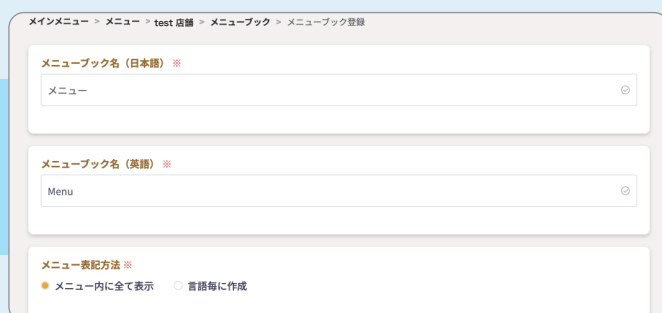 メインメニュー > メニュー > test 店舗 > メニューブック > メニューブック登録
メニューブック名（日本語） ※
メニュー
メニューブック名（英語） ※
Menu
メニュー表記方法 ※
メニュー内に全て表示 言語毎に作成